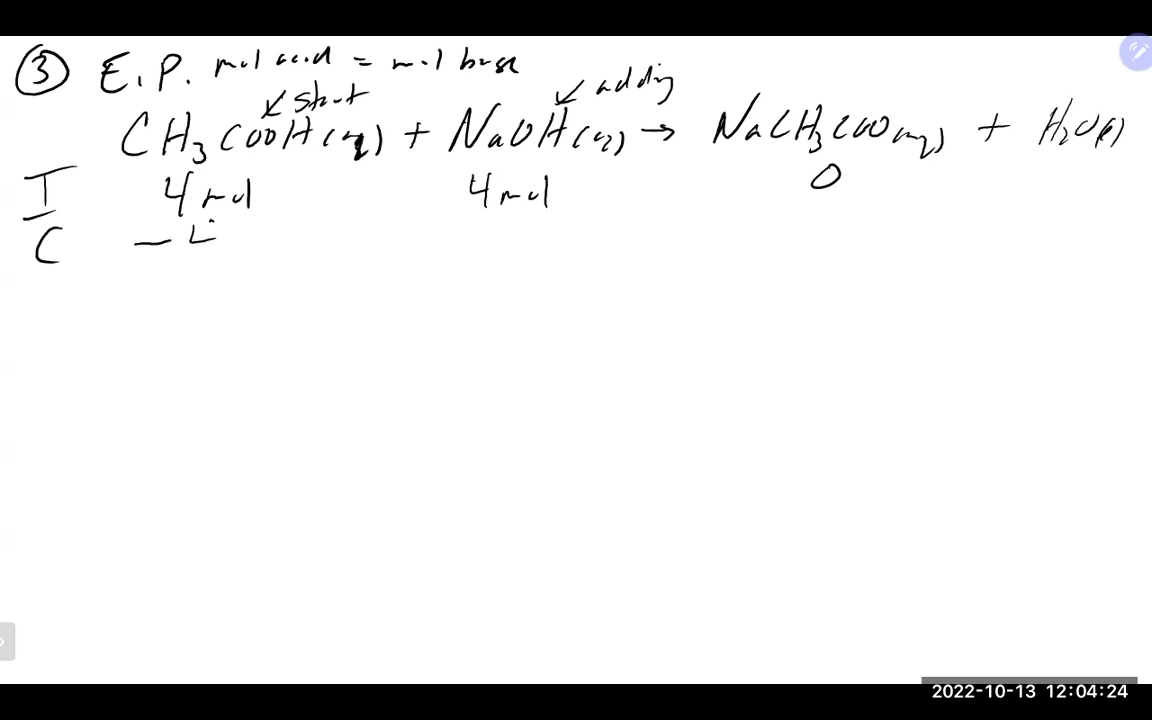 ③ E.P. mol acid = mol base
↙ start ↙ adding
CH₃COOH(aq) + NaOH(aq) → NaCH₃COO(aq) + H₂O(l)
I 4 mol 4 mol 0
C –
2022-10-13 12:04:24